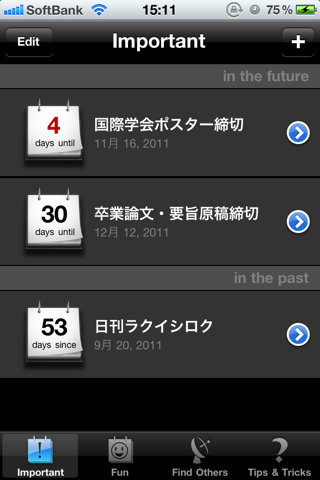 SoftBank 15:11 75%
Edit Important +
in the future
4
days until
国際学会ポスター締切
11月 16, 2011
30
days until
卒業論文・要旨原稿締切
12月 12, 2011
in the past
53
days since
日刊ラクイシロク
9月 20, 2011
Important Fun Find Others Tips & Tricks